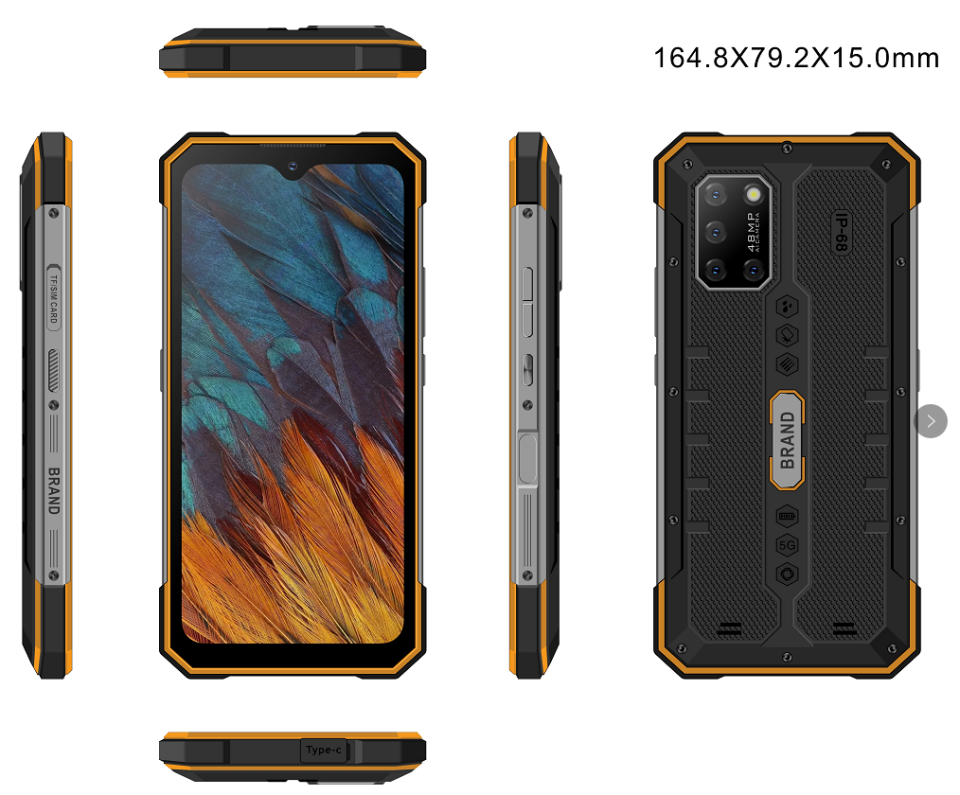 164.8X79.2X15.0mm
TF/SIM CARD
BRAND
48MP
AI CAMERA
IP-68
BRAND
5G
Type-c